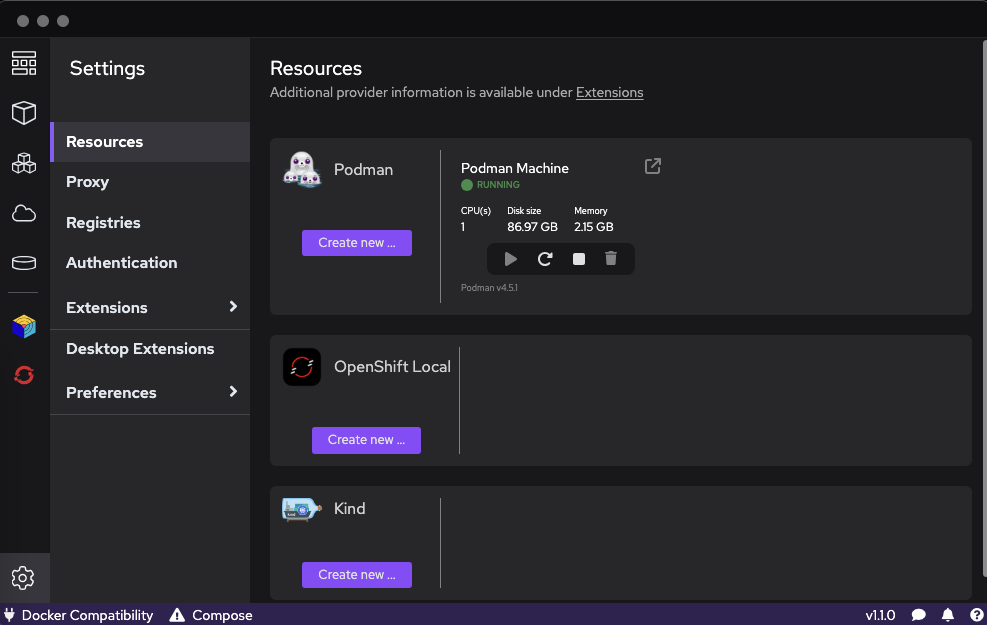 Settings
Resources
Proxy
Registries
Authentication
Extensions
Desktop Extensions
Preferences
Resources
Additional provider information is available under Extensions
Podman
Create new ...
Podman Machine
RUNNING
CPU(s) Disk size Memory
1 86.97 GB 2.15 GB
Podman v4.5.1
OpenShift Local
Create new ...
Kind
Create new ...
Docker Compatibility Compose v1.1.0